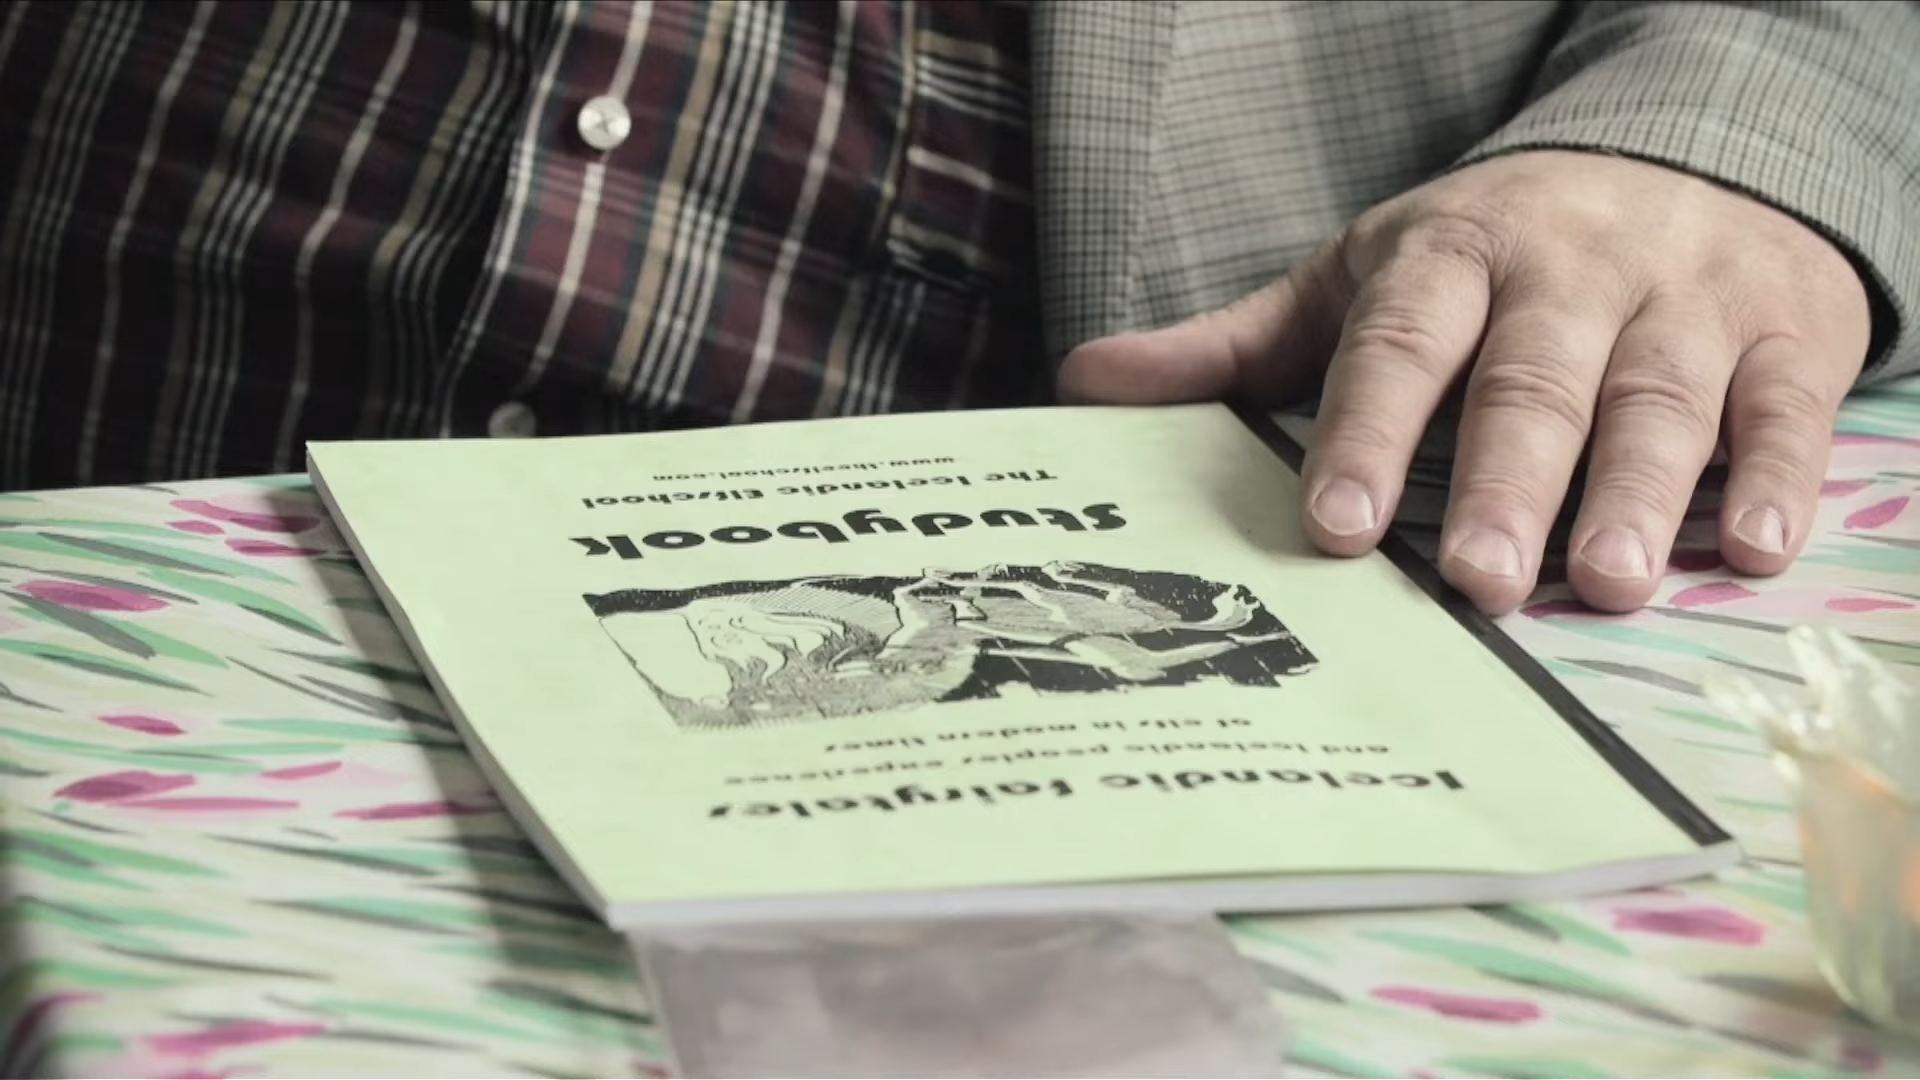 Icelandic fairytales
and Icelandic peoples experience
of elfs in modern times
Studybook
The Icelandic Elfschool
www.theelfschool.com